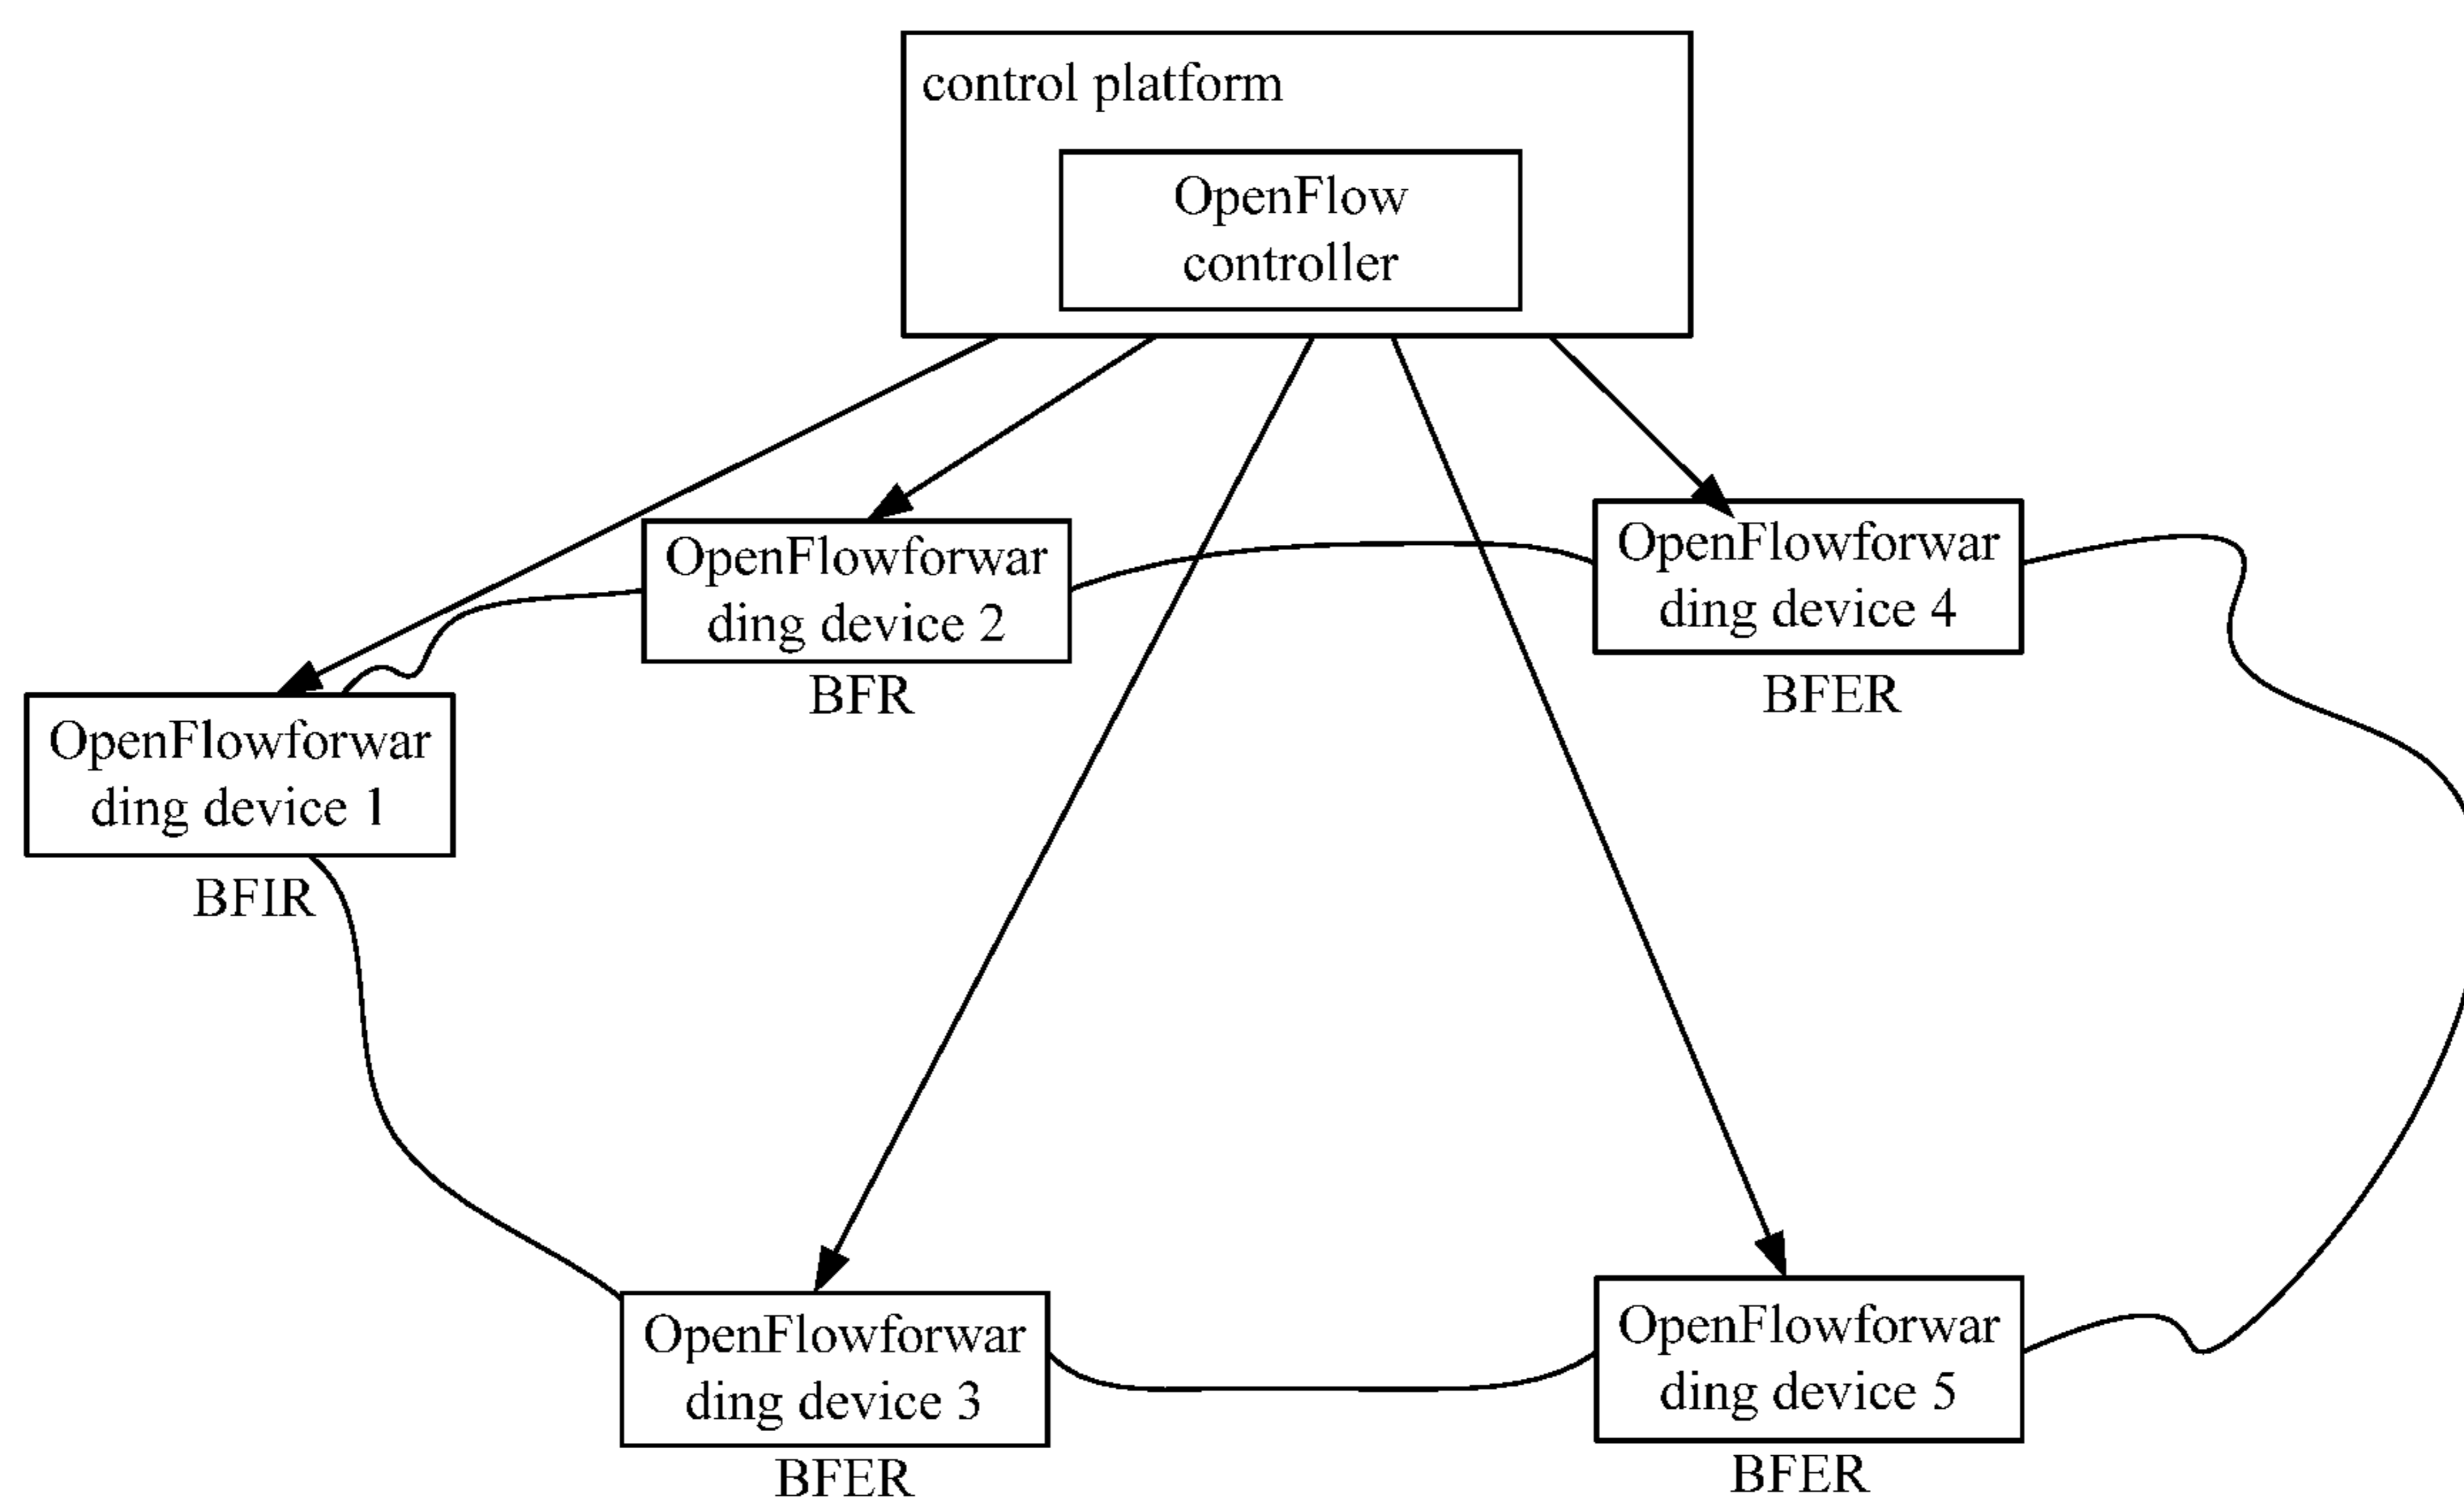 control platform
OpenFlow
controller
OpenFlowforwar
ding device 2
BFR
OpenFlowforwar
ding device 4
BFER
OpenFlowforwar
ding device 1
BFIR
OpenFlowforwar
ding device 3
BFER
OpenFlowforwar
ding device 5
BFER